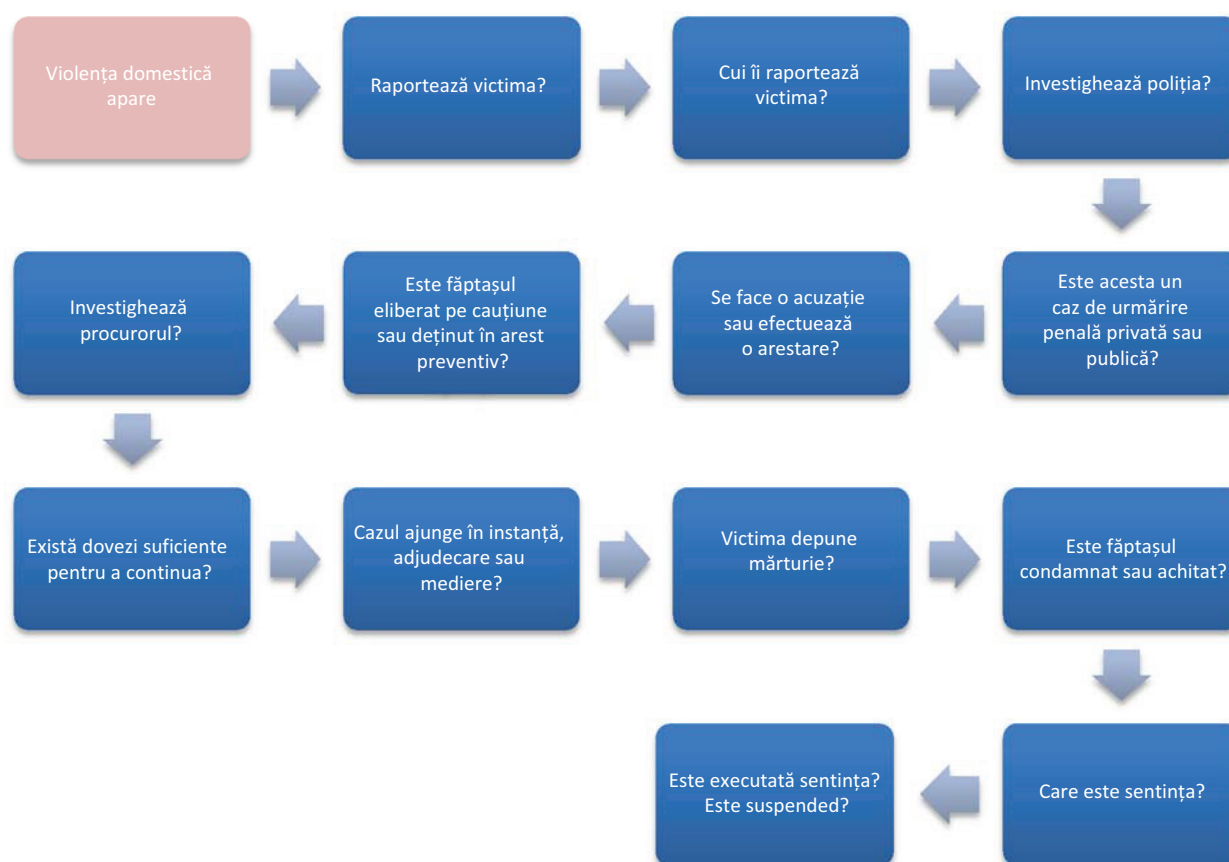 Violența domestică
apare
Raportează victima?
Cui îi raportează
victima?
Investighează poliția?
Este acesta un
caz de urmărire
penală privată sau
publică?
Se face o acuzație
sau efectuează
o arestare?
Este făptașul
eliberat pe cauțiune
sau deținut în arest
preventiv?
Investighează
procurorul?
Există dovezi suficiente
pentru a continua?
Cazul ajunge în instanță,
adjudecare sau
mediere?
Victima depune
mărturie?
Este făptașul
condamnat sau achitat?
Care este sentința?
Este executată sentința?
Este suspended?